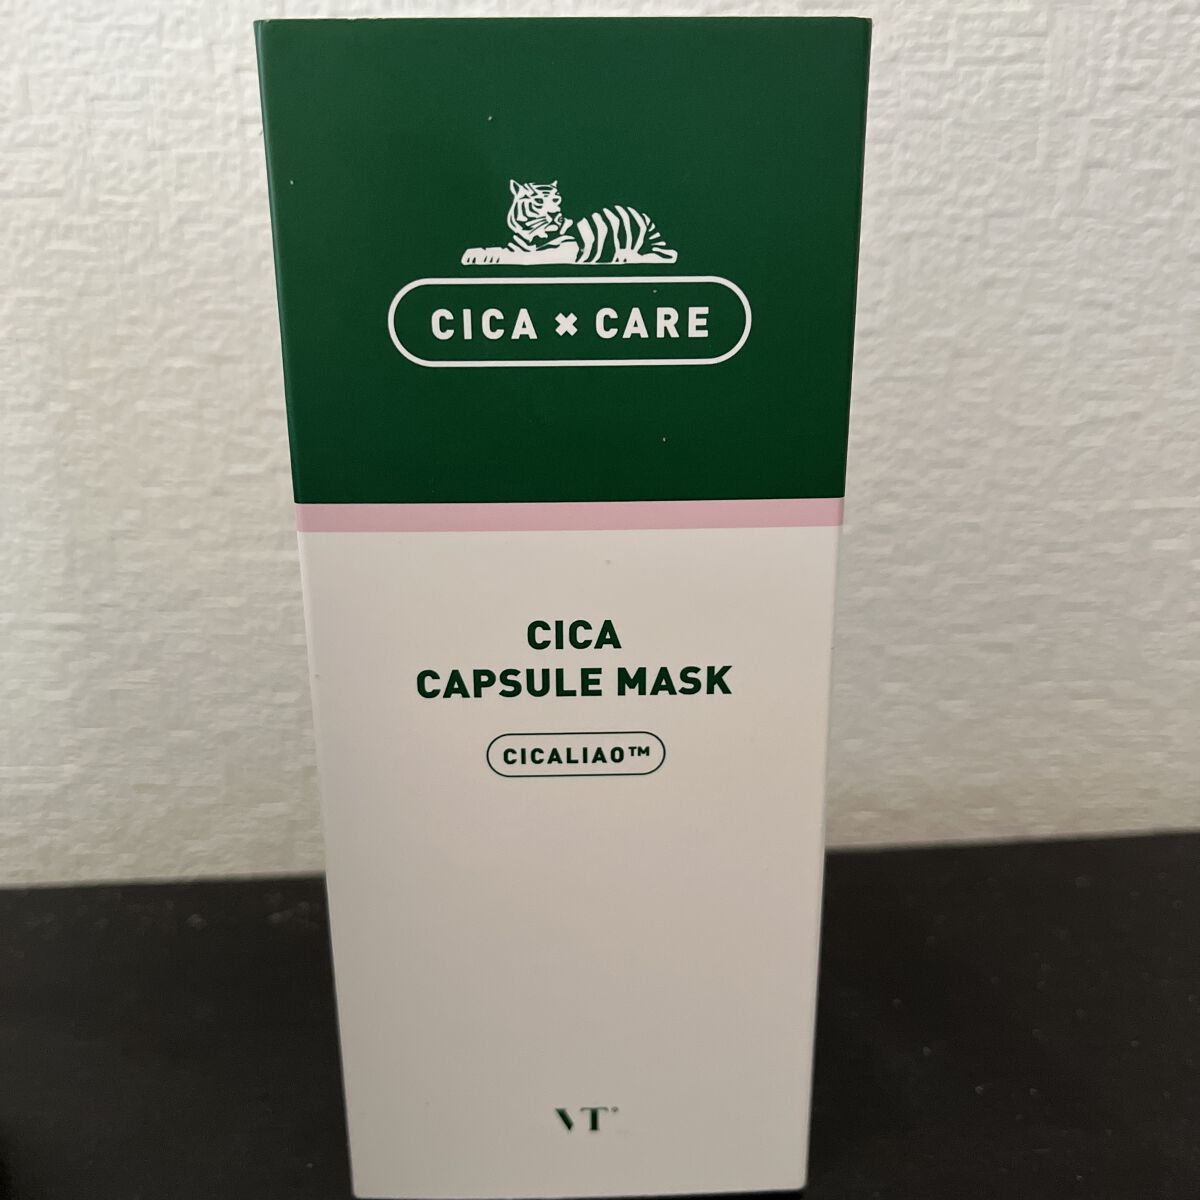 CICA × CARE
CICA
CAPSULE MASK
CICALIAO™
VT®